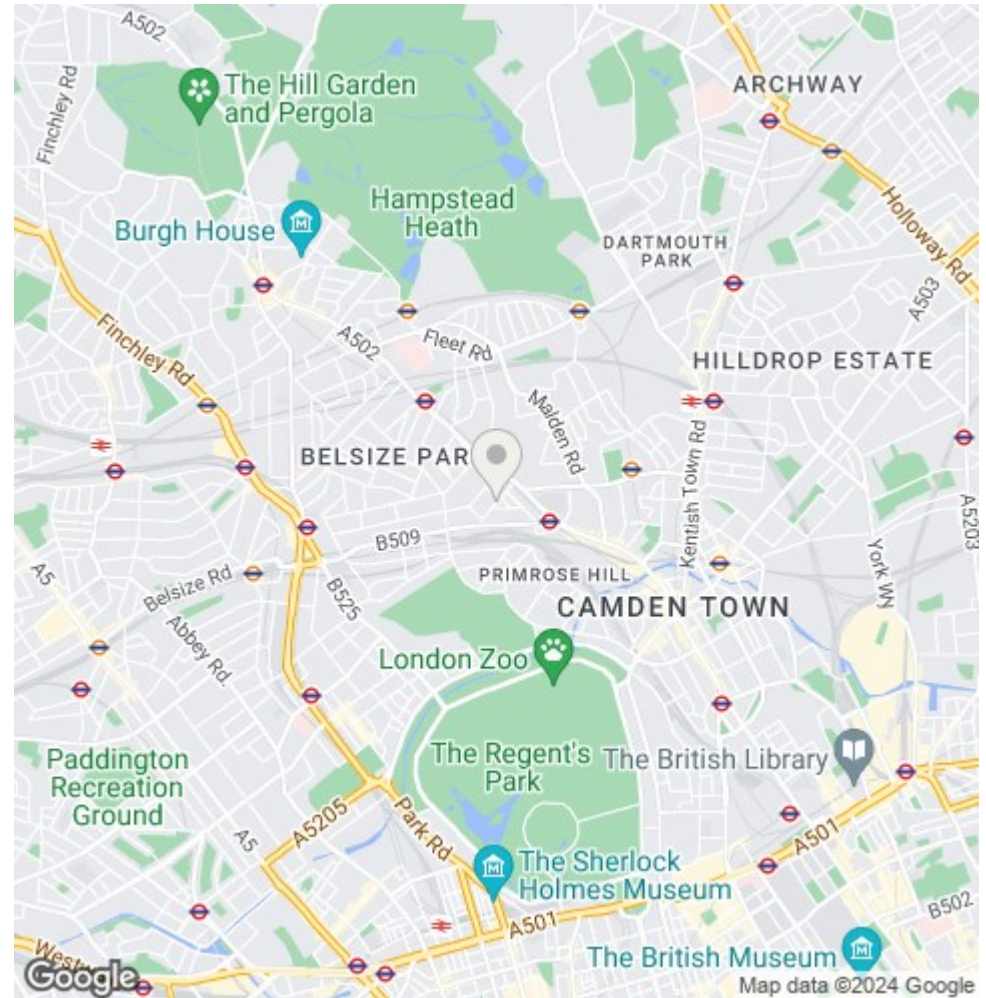 A502
The Hill Garden
and Pergola
Finchley Rd
ARCHWAY
Hampstead
Heath
Burgh House
Holloway Rd
DARTMOUTH
PARK
A503
A502
Fleet Rd
Finchley Rd
HILLDROP ESTATE
Malden Rd
BELSIZE PAR
Kentish Town Rd
A5203
B509
York WN
A5
Belsize Rd
B525
PRIMROSE HILL
CAMDEN TOWN
Abbey Rd.
London Zoo
The Regent's
Park
The British Library
Paddington
Recreation
Ground
A5205
Park Rd
A5
A501
The Sherlock
Holmes Museum
B502
A501
The British Museum
Google
Map data ©2024 Google